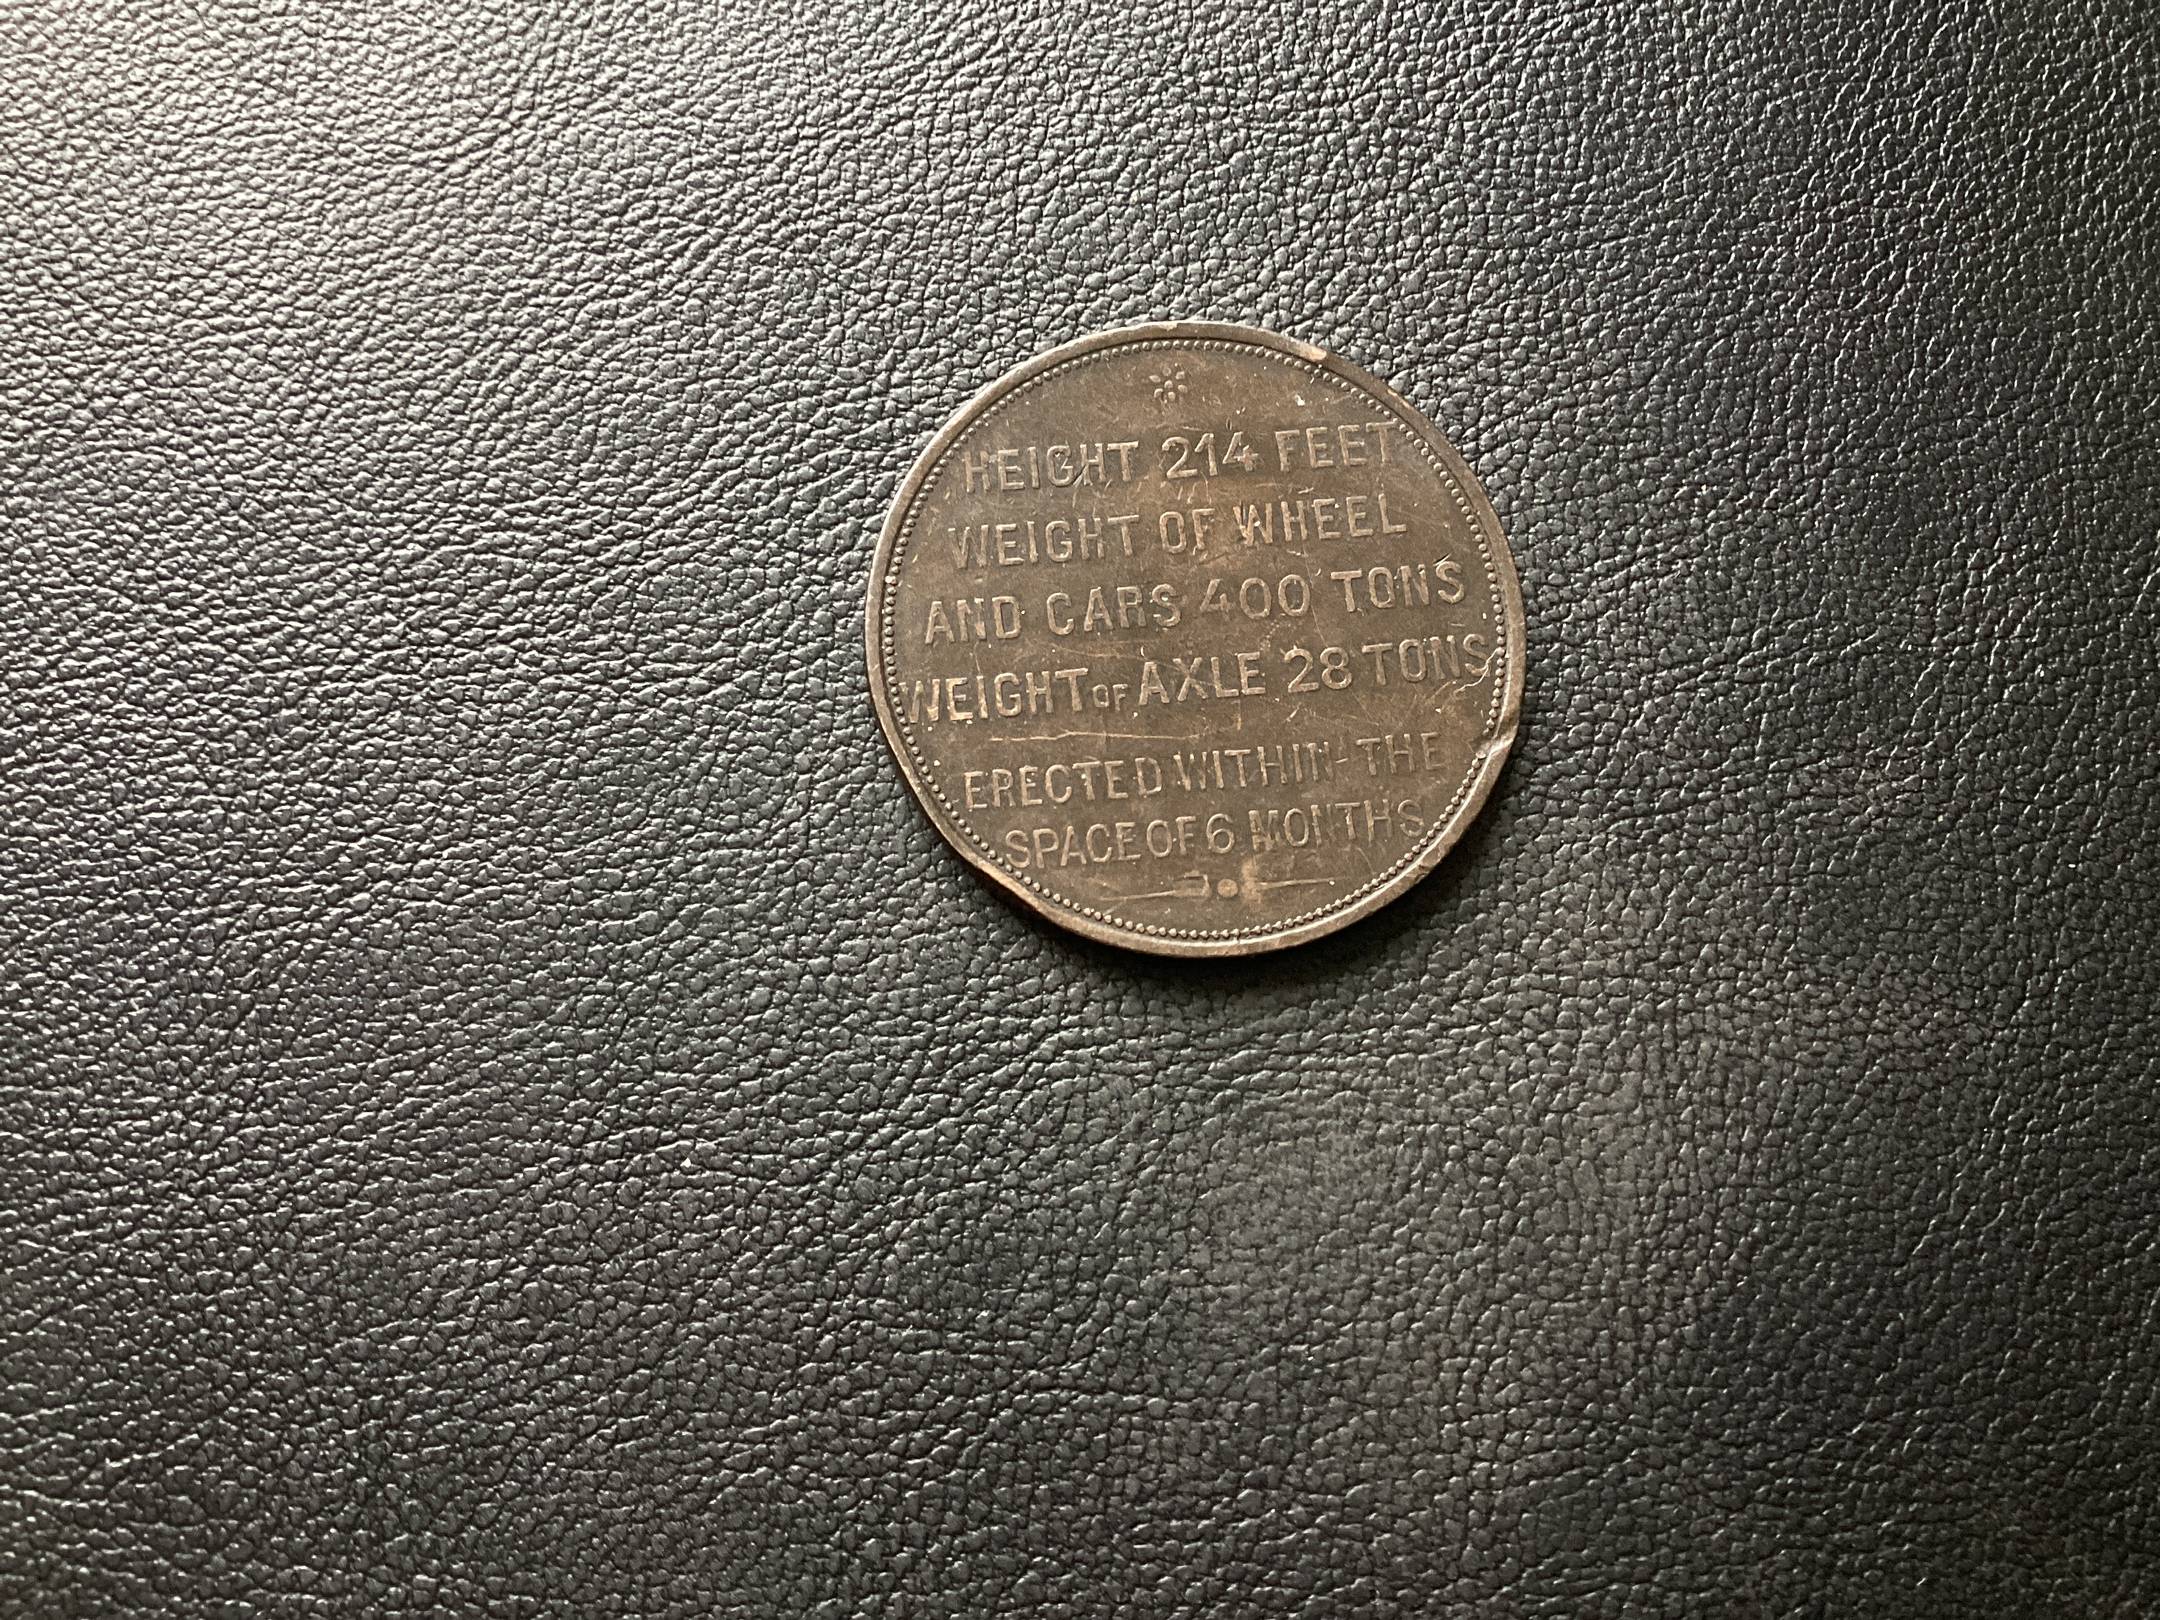 HEIGHT 214 FEET
WEIGHT OF WHEEL
AND CARS 400 TONS
WEIGHT OF AXLE 28 TONS
ERECTED WITHIN THE
SPACE OF 6 MONTHS